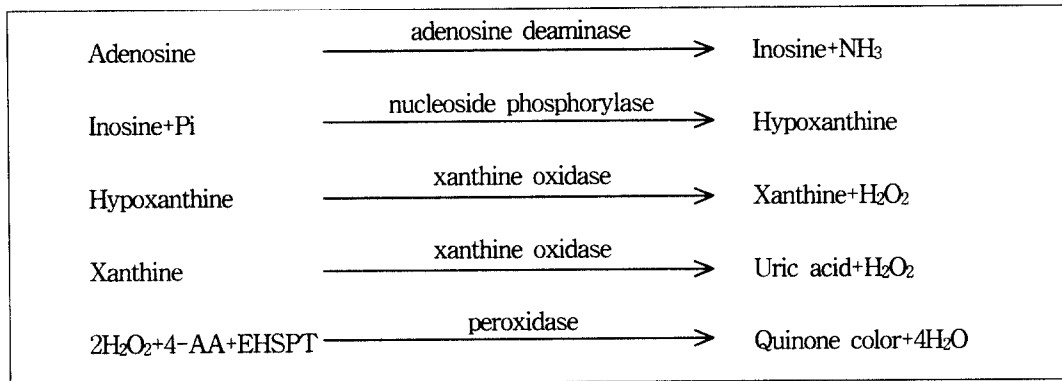 adenosine deaminase
Adenosine Inosine+NH₃
nucleoside phosphorylase
Inosine+Pi Hypoxanthine
xanthine oxidase
Hypoxanthine Xanthine+H₂O₂
xanthine oxidase
Xanthine Uric acid+H₂O₂
peroxidase
2H₂O₂+4-AA+EHSPT Quinone color+4H₂O